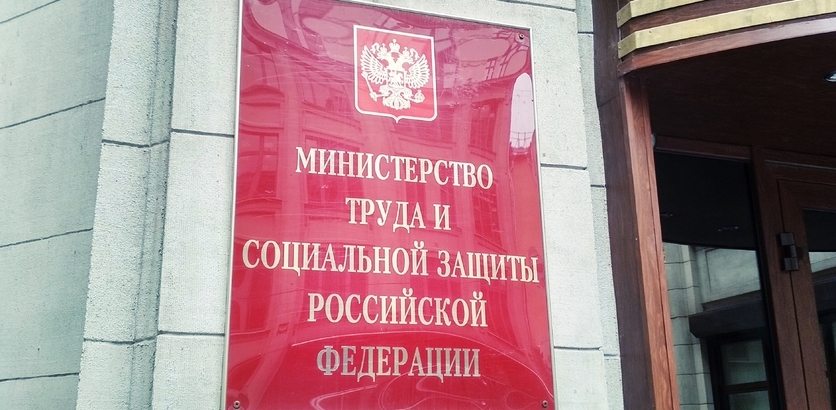 МИНИСТЕРСТВО
ТРУДА И
СОЦИАЛЬНОЙ ЗАЩИТЫ
РОССИЙСКОЙ
ФЕДЕРАЦИИ